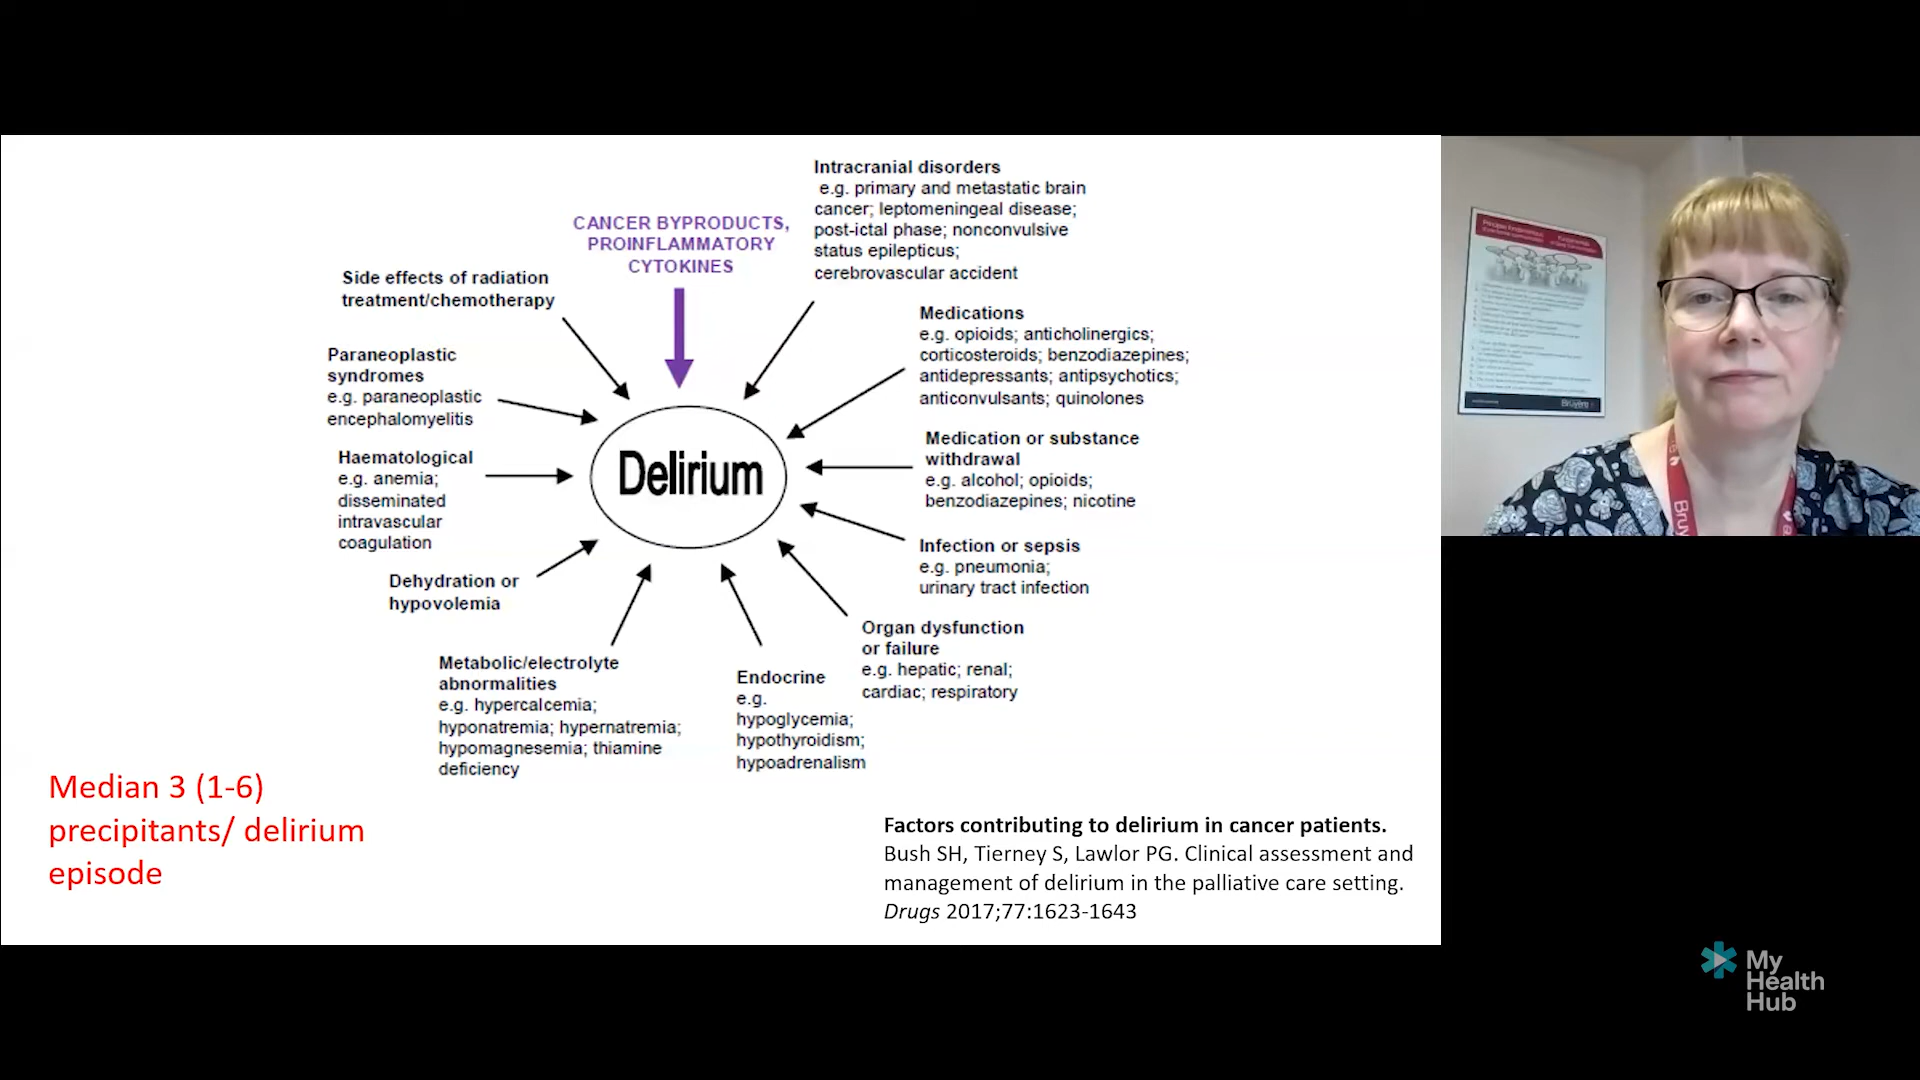 Intracranial disorders
e.g. primary and metastatic brain
cancer; leptomeningeal disease;
post-ictal phase; nonconvulsive
status epilepticus;
cerebrovascular accident
CANCER BYPRODUCTS,
PROINFLAMMATORY
CYTOKINES
Side effects of radiation
treatment/chemotherapy
Medications
e.g. opioids; anticholinergics;
corticosteroids; benzodiazepines;
antidepressants; antipsychotics;
anticonvulsants; quinolones
Paraneoplastic
syndromes
e.g. paraneoplastic
encephalomyelitis
Medication or substance
withdrawal
e.g. alcohol; opioids;
benzodiazepines; nicotine
Haematological
e.g. anemia;
disseminated
intravascular
coagulation
Delirium
Infection or sepsis
e.g. pneumonia;
urinary tract infection
Dehydration or
hypovolemia
Organ dysfunction
or failure
e.g. hepatic; renal;
cardiac; respiratory
Metabolic/electrolyte
abnormalities
e.g. hypercalcemia;
hyponatremia; hypernatremia;
hypomagnesemia; thiamine
deficiency
Endocrine
e.g.
hypoglycemia;
hypothyroidism;
hypoadrenalism
Median 3 (1-6)
precipitants/ delirium
episode
Factors contributing to delirium in cancer patients.
Bush SH, Tierney S, Lawlor PG. Clinical assessment and
management of delirium in the palliative care setting.
Drugs 2017;77:1623-1643
Bruyère
Bruy
My
Health
Hub